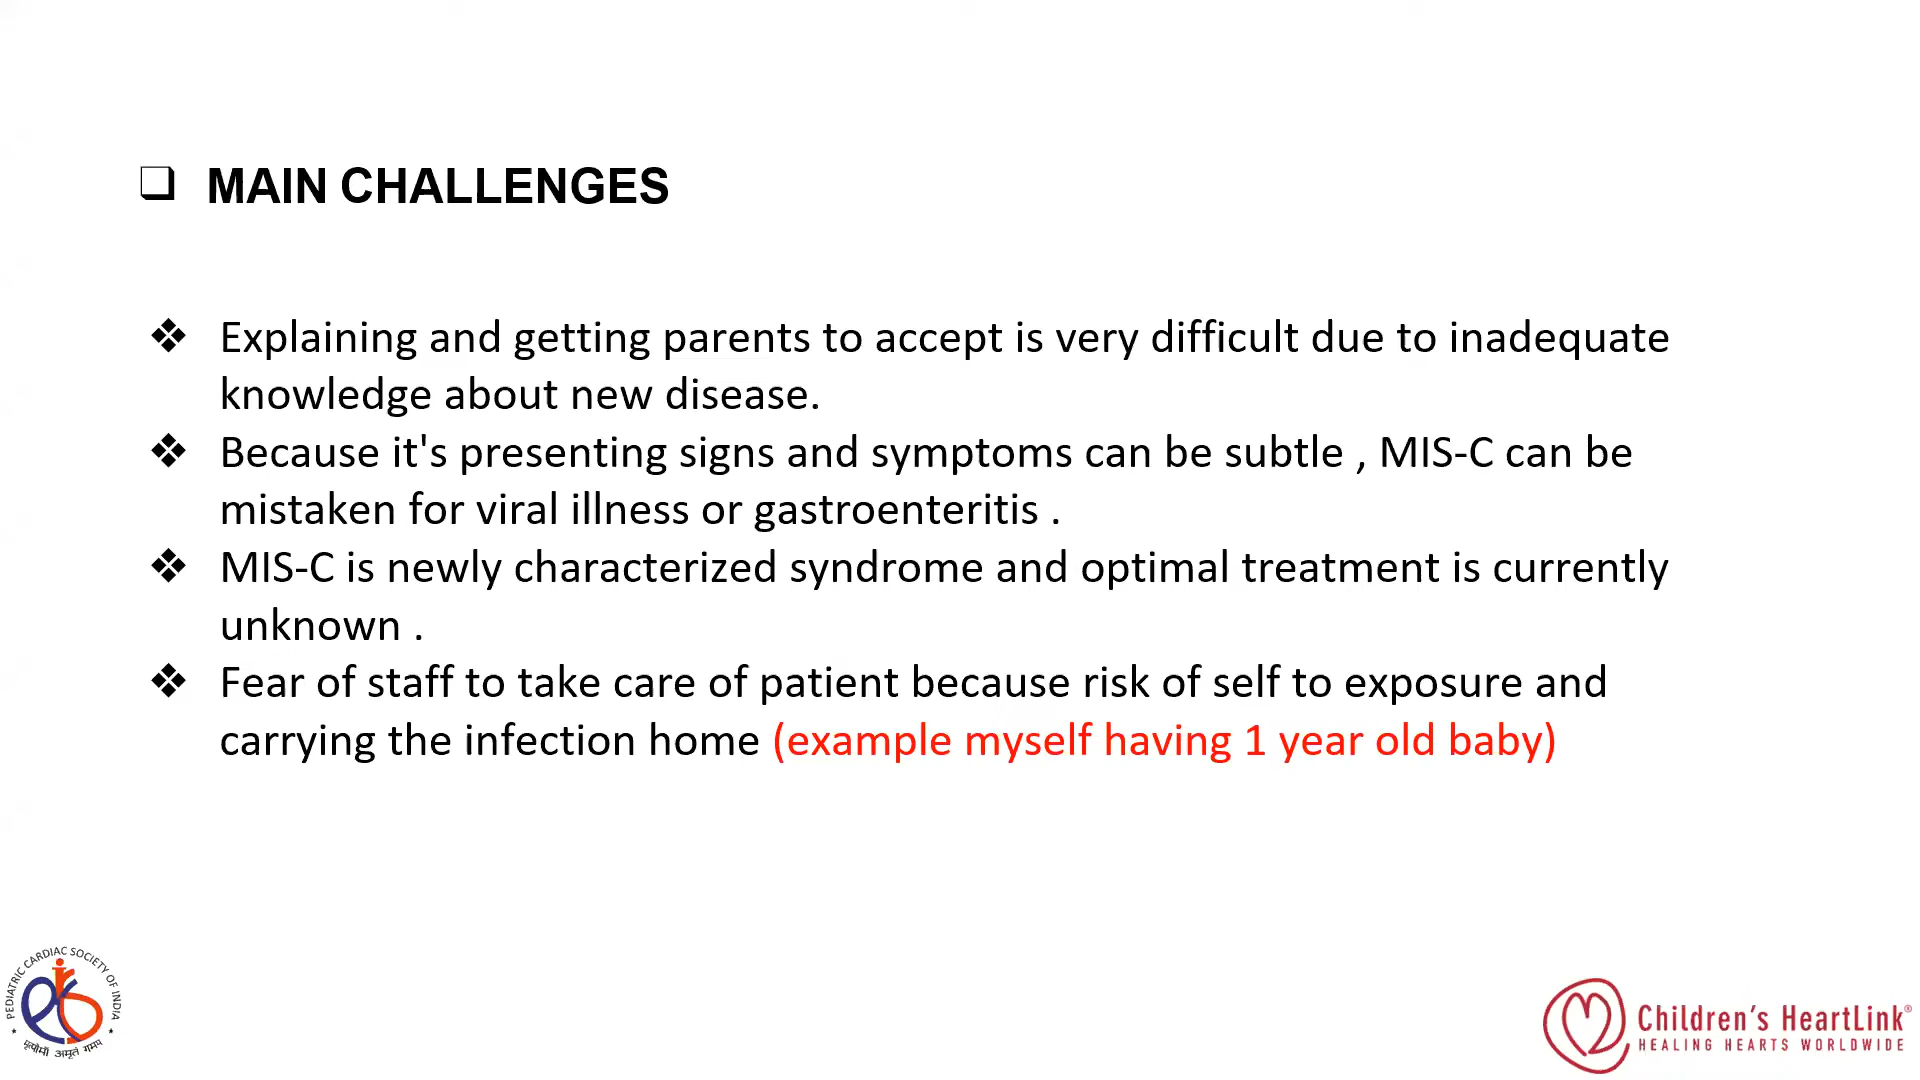 ❑ MAIN CHALLENGES
❖ Explaining and getting parents to accept is very difficult due to inadequate
knowledge about new disease.
❖ Because it's presenting signs and symptoms can be subtle , MIS-C can be
mistaken for viral illness or gastroenteritis .
❖ MIS-C is newly characterized syndrome and optimal treatment is currently
unknown .
❖ Fear of staff to take care of patient because risk of self to exposure and
carrying the infection home (example myself having 1 year old baby)
PEDIATRIC CARDIAC SOCIETY OF INDIA
Children's HeartLink®
HEALING HEARTS WORLDWIDE